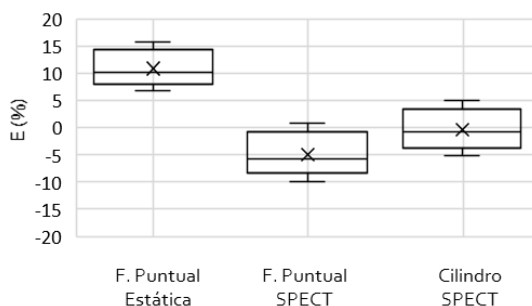 20
15
10
5
0
-5
-10
-15
-20
E (%)
F. Puntual
Estática
F. Puntual
SPECT
Cilindro
SPECT